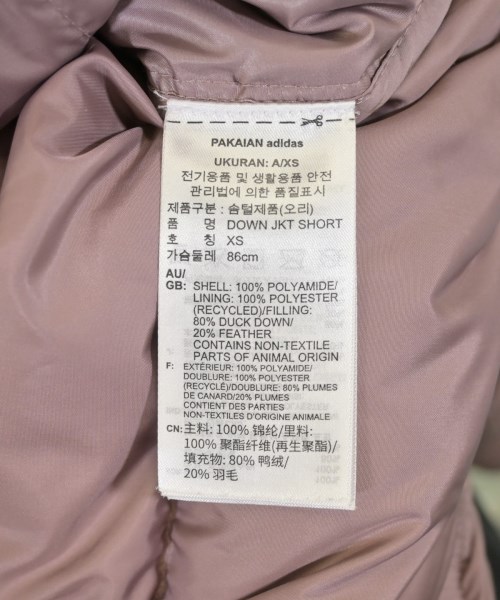 PAKAIAN adidas
UKURAN: A/XS
전기용품 및 생활용품 안전
관리법에 의한 품질표시
제품구분 : 솜털제품(오리)
품 명 DOWN JKT SHORT
호 칭 XS
가슴둘레 86cm
AU/
GB: SHELL: 100% POLYAMIDE/
LINING: 100% POLYESTER
(RECYCLED)/FILLING:
80% DUCK DOWN/
20% FEATHER
CONTAINS NON-TEXTILE
PARTS OF ANIMAL ORIGIN
F: EXTÉRIEUR: 100% POLYAMIDE/
DOUBLURE: 100% POLYESTER
(RECYCLÉ)/DOUBLURE: 80% PLUMES
DE CANARD/20% PLUMES
CONTIENT DES PARTIES
NON-TEXTILES D'ORIGINE ANIMALE
CN: 主料: 100% 锦纶/里料:
100% 聚酯纤维(再生聚酯)/
填充物: 80% 鸭绒/
20% 羽毛